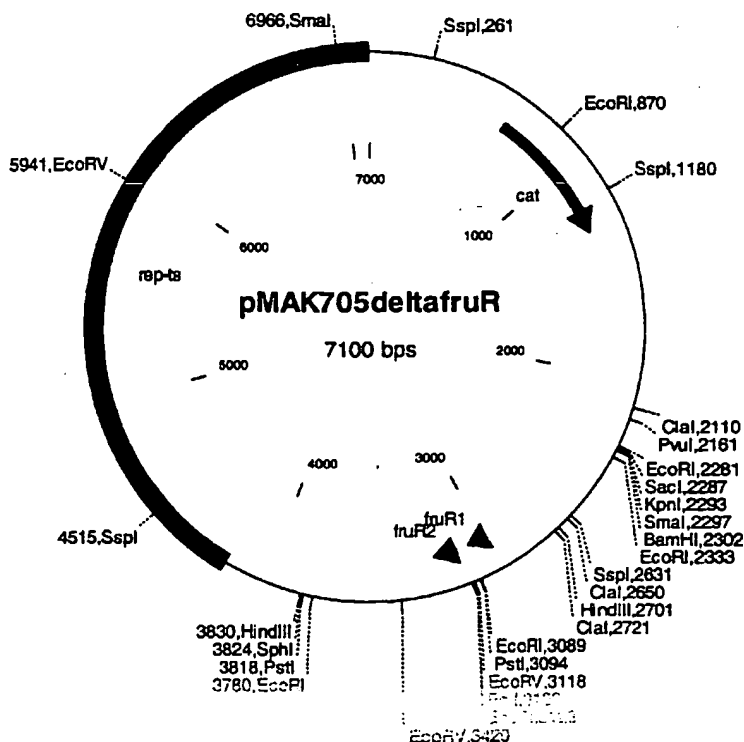 6966,SmaI
SspI,261
EcoRI,870
5941,EcoRV
SspI,1180
7000
cat
1000
6000
rep-ts
pMAK705deltafruR
7100 bps
2000
5000
ClaI,2110
PvuI,2161
4000
3000
EcoRI,2281
SacI,2287
KpnI,2293
SmaI,2297
BamHI,2302
EcoRI,2333
fruR1
fruR2
4515,SspI
SspI,2631
ClaI,2650
HindIII,2701
ClaI,2721
3830,HindIII
3824,SphI
3818,PstI
3780,EcoRI
EcoRI,3089
PstI,3094
EcoRV,3118
EcoRV,3420